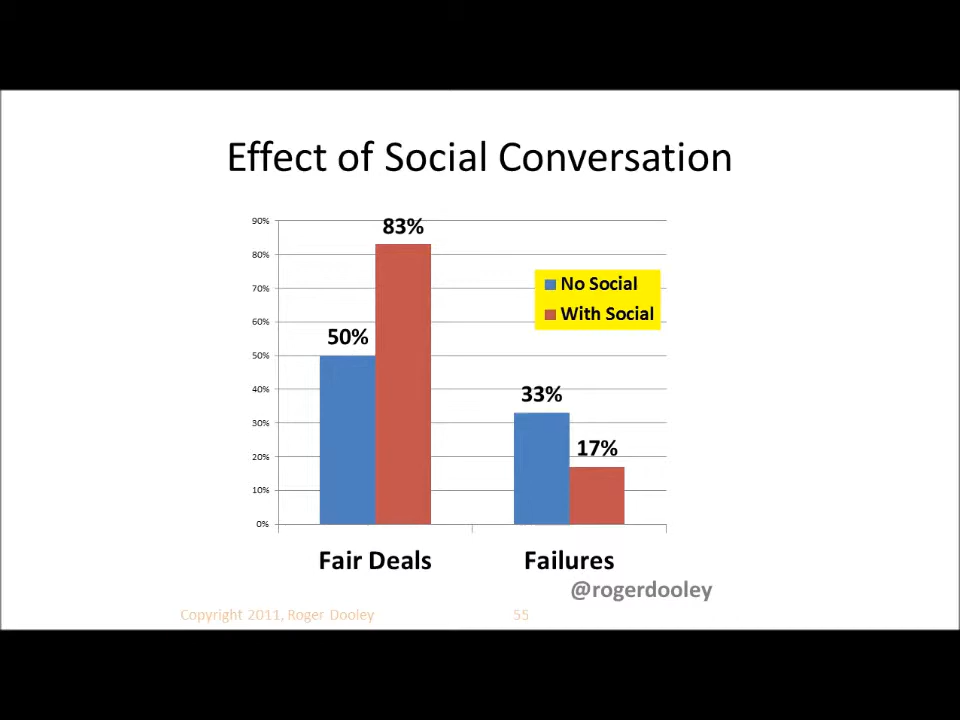 Effect of Social Conversation
90%
83%
80%
No Social
70%
With Social
60%
50%
50%
40%
33%
30%
17%
20%
10%
0%
Fair Deals
Failures
@rogerdooley
Copyright 2011, Roger Dooley
55